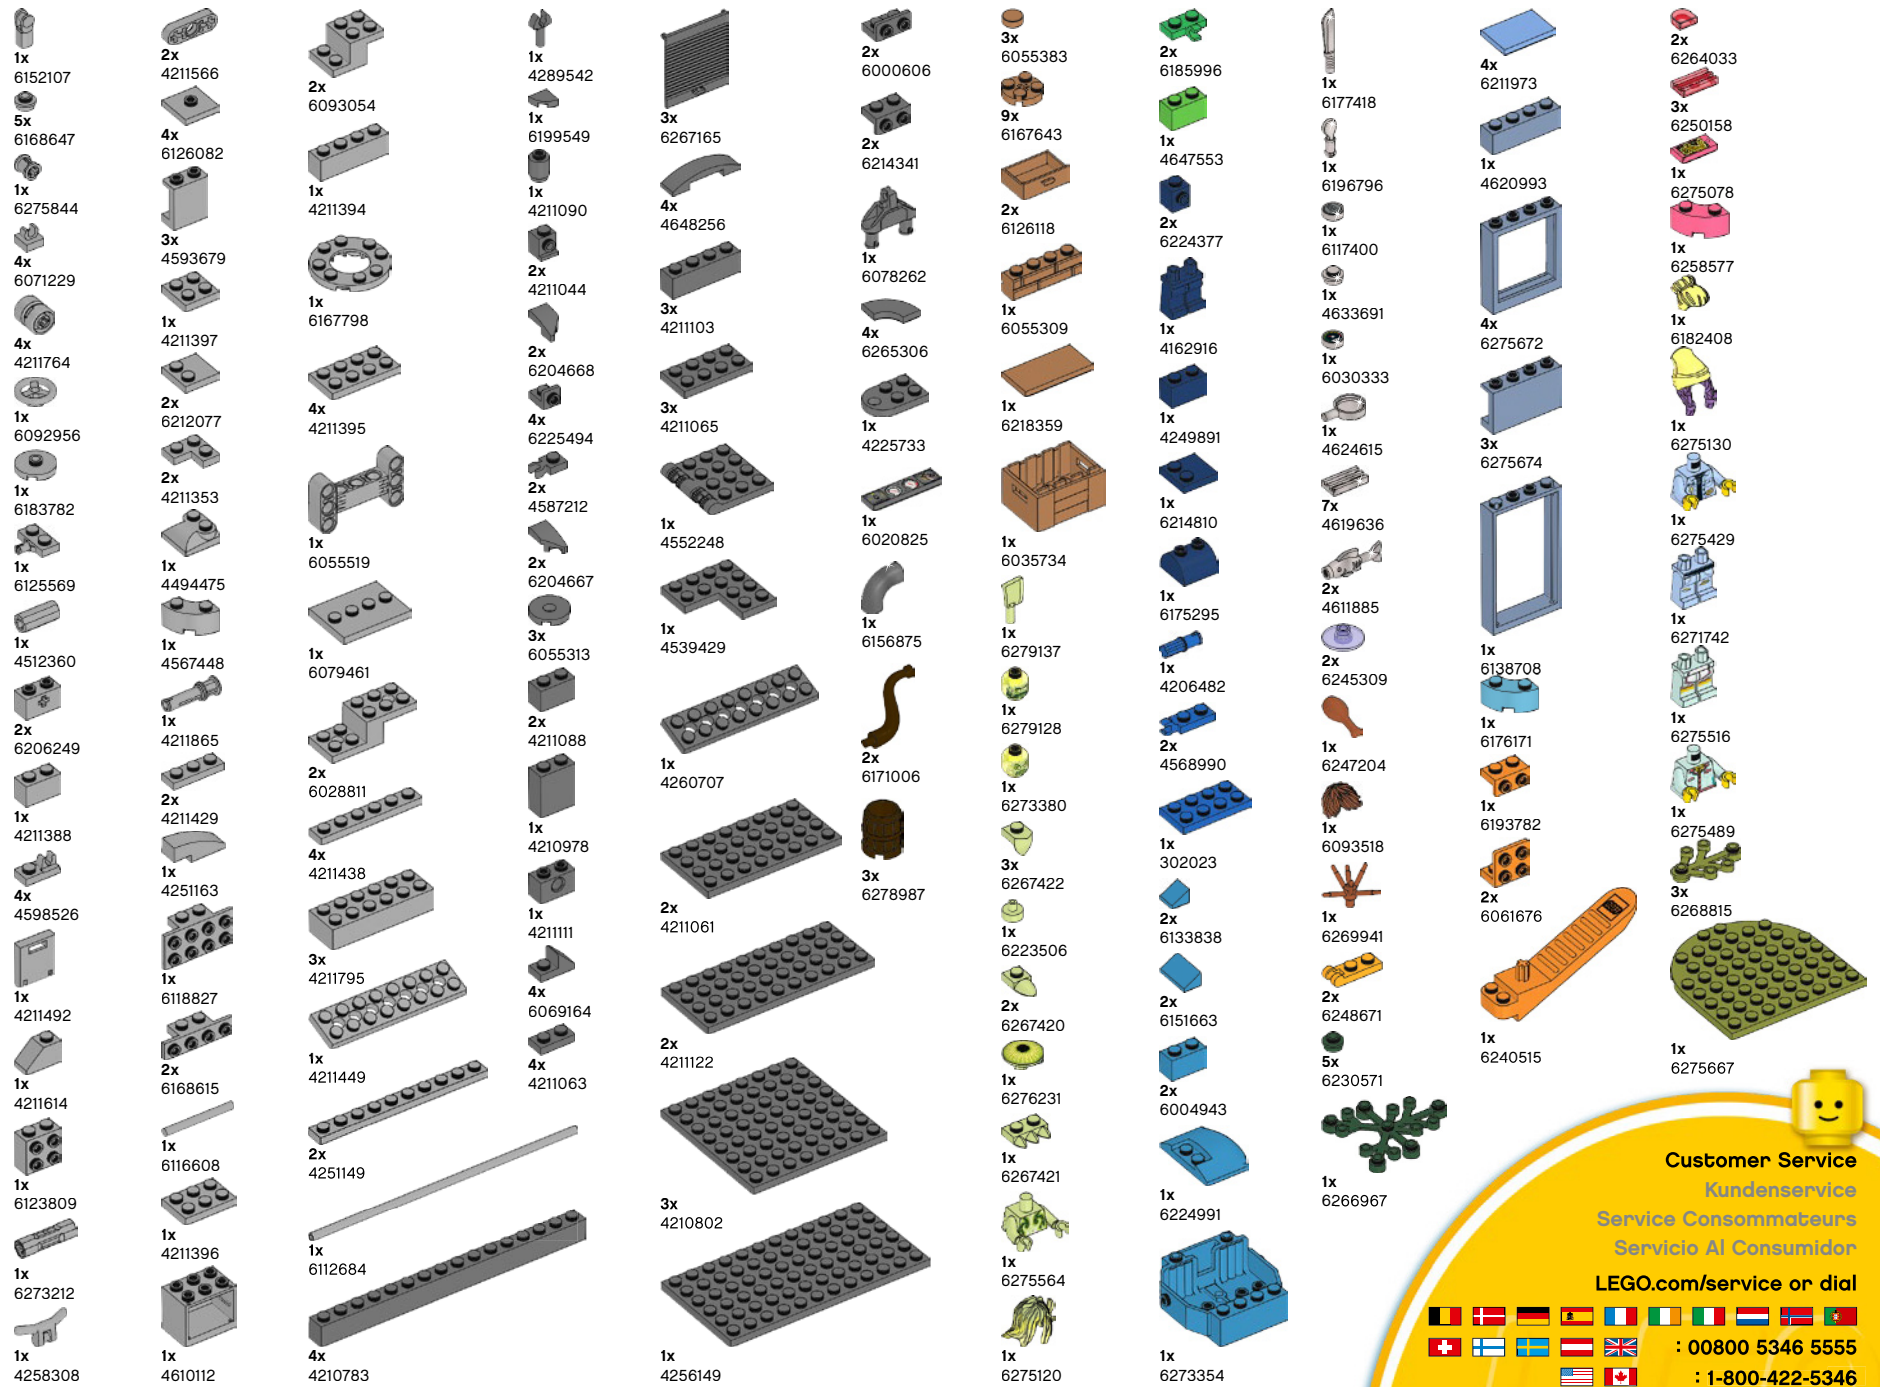 1x
6152107
5x
6168647
1x
6275844
4x
6071229
4x
4211764
1x
6092956
1x
6183782
1x
6125569
1x
4512360
2x
6206249
1x
4211388
4x
4598526
1x
4211492
1x
4211614
1x
6123809
1x
6273212
1x
4258308
2x
4211566
4x
6126082
3x
4593679
1x
4211397
2x
6212077
2x
4211353
1x
4494475
1x
4567448
1x
4211865
2x
4211429
1x
4251163
1x
6118827
2x
6168615
1x
6116608
1x
4211396
1x
4610112
2x
6093054
1x
4211394
1x
6167798
4x
4211395
1x
6055519
1x
6079461
2x
6028811
4x
4211438
3x
4211795
1x
4211449
2x
4251149
1x
6112684
4x
4210783
1x
4289542
1x
6199549
1x
4211090
2x
4211044
2x
6204668
4x
6225494
2x
4587212
2x
6204667
3x
6055313
2x
4211088
1x
4210978
1x
4211111
4x
6069164
4x
4211063
3x
6267165
4x
4648256
3x
4211103
3x
4211065
1x
4552248
1x
4539429
1x
4260707
2x
4211061
2x
4211122
3x
4210802
1x
4256149
2x
6000606
2x
6214341
1x
6078262
4x
6265306
1x
4225733
1x
6020825
1x
6156875
2x
6171006
3x
6278987
3x
6055383
9x
6167643
2x
6126118
1x
6055309
1x
6218359
1x
6035734
1x
6279137
1x
6279128
1x
6273380
3x
6267422
1x
6223506
2x
6267420
1x
6276231
1x
6267421
1x
6275564
1x
6275120
2x
6185996
1x
4647553
2x
6224377
1x
4162916
1x
4249891
1x
6214810
1x
6175295
1x
4206482
2x
4568990
1x
302023
2x
6133838
2x
6151663
2x
6004943
1x
6224991
1x
6273354
1x
6177418
1x
6196796
1x
6117400
1x
4633691
1x
6030333
1x
4624615
7x
4619636
2x
4611885
2x
6245309
1x
6247204
1x
6093518
1x
6269941
2x
6248671
5x
6230571
1x
6266967
4x
6211973
1x
4620993
4x
6275672
3x
6275674
1x
6138708
1x
6176171
1x
6193782
2x
6061676
1x
6240515
2x
6264033
3x
6250158
1x
6275078
1x
6258577
1x
6182408
1x
6275130
1x
6275429
1x
6271742
1x
6275516
1x
6275489
3x
6268815
1x
6275667
Customer Service
Kundenservice
Service Consommateurs
Servicio Al Consumidor
LEGO.com/service or dial
: 00800 5346 5555
: 1-800-422-5346